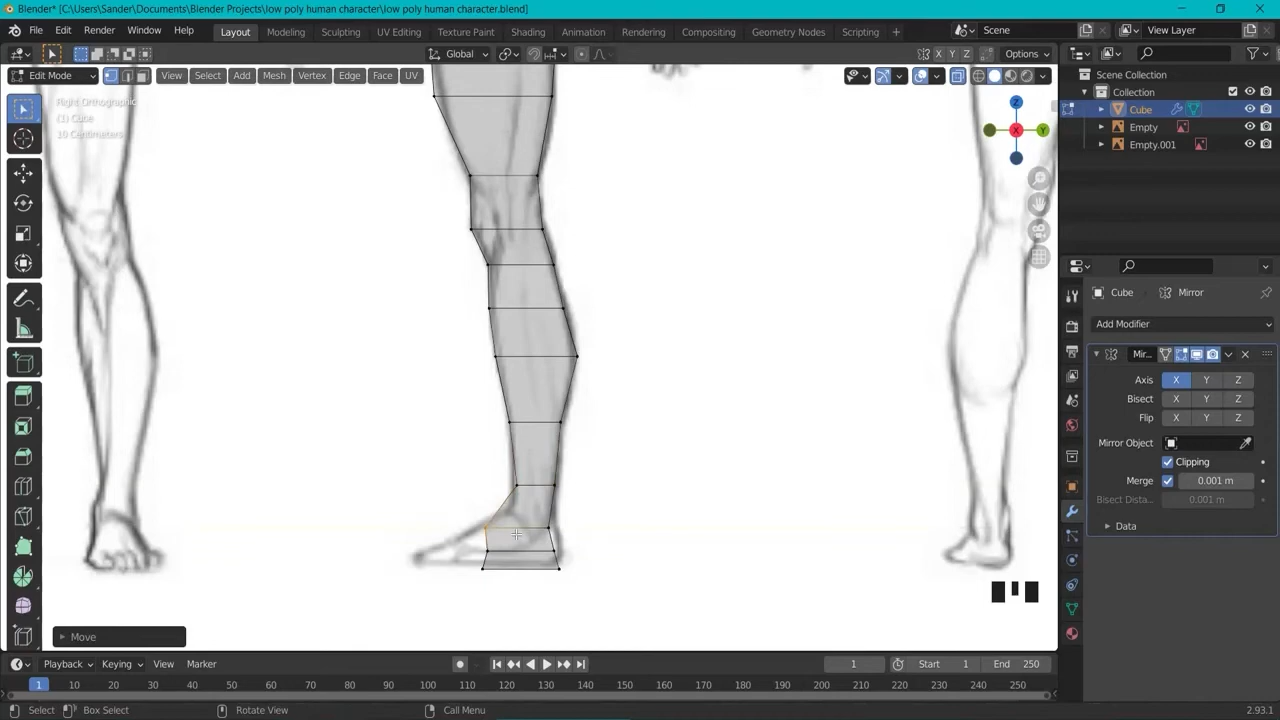 Blender* [C:\Users\Sander\Documents\Blender Projects\low poly human character\low poly human character.blend]
File Edit Render Window Help Layout Modeling Sculpting UV Editing Texture Paint Shading Animation Rendering Compositing Geometry Nodes Scripting + Scene View Layer
Global X Y Z Options
Edit Mode View Select Add Mesh Vertex Edge Face UV
Right Orthographic
(1) Cube
10 Centimeters
Z
X
Y
Scene Collection
Collection
Cube
Empty
Empty.001
Cube Mirror
Add Modifier
Mir...
Axis X Y Z
Bisect X Y Z
Flip X Y Z
Mirror Object
Clipping
Merge 0.001 m
Bisect Dista... 0.001 m
Data
Move
Playback Keying View Marker 1 Start 1 End 250
1 10 20 30 40 50 60 70 80 90 100 110 120 130 140 150 160 170 180 190 200 210 220 230 240 250
Select Box Select Rotate View Call Menu 2.93.1